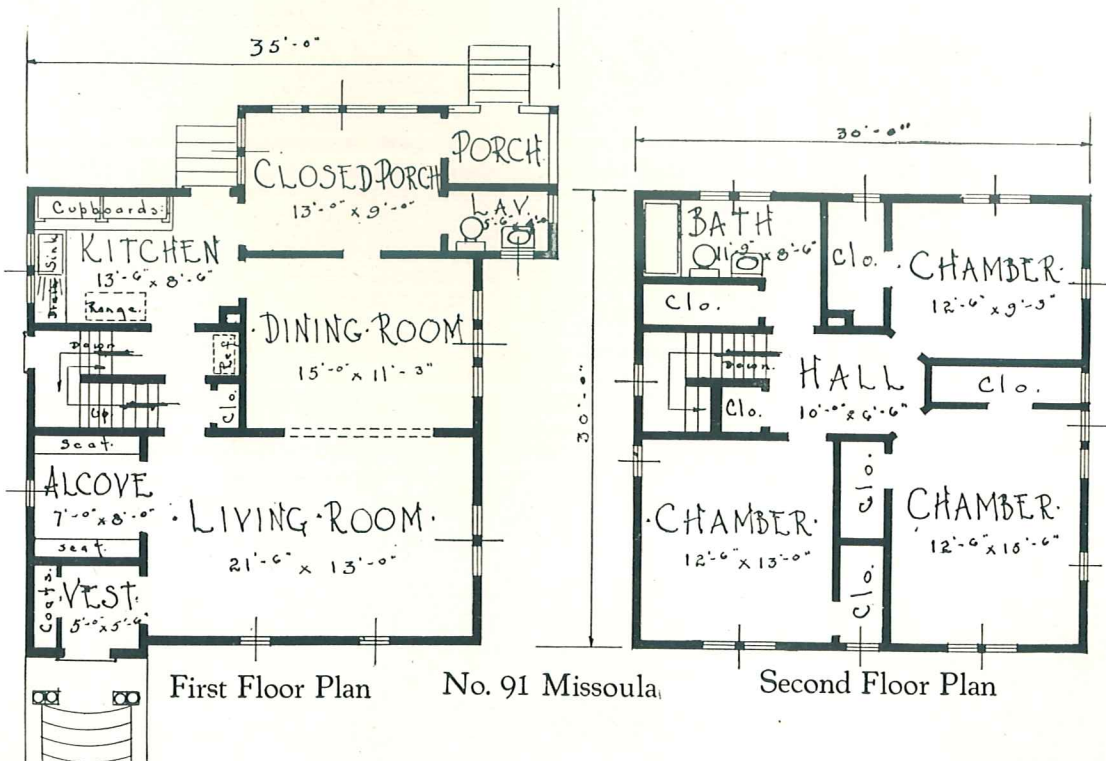 35'-0"
PORCH
CLOSED PORCH
13'-0" x 9'-0"
LAV.
Cupboards
Sink
KITCHEN
13'-6" x 8'-6"
Range
Down
Ref.
DINING·ROOM
15'-0" x 11'-3"
Up
Clo.
Seat.
ALCOVE
7'-0" x 8'-0"
seat.
·LIVING·ROOM·
21'-6" x 13'-0"
Coats.
VEST.
5'-0" x 5'-6"
First Floor Plan
No. 91 Missoula
30'-0"
30'-0"
BATH
Clo.
Clo.
CHAMBER·
12'-6" x 9'-9"
Down.
HALL
10'-0" x 6'-6"
Clo.
Clo.
·CHAMBER·
12'-6" x 13'-0"
Clo.
Clo.
CHAMBER·
Second Floor Plan